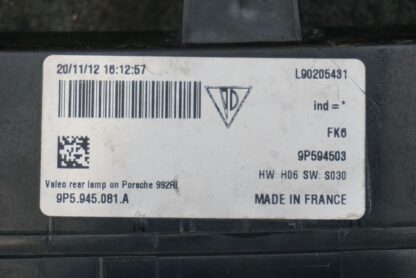 20/11/12 16:12:57
L90205431
ind = *
FK6
9P594503
HW: H06 SW: S030
Valeo rear lamp on Porsche 992RI
9P5.945.081.A
MADE IN FRANCE